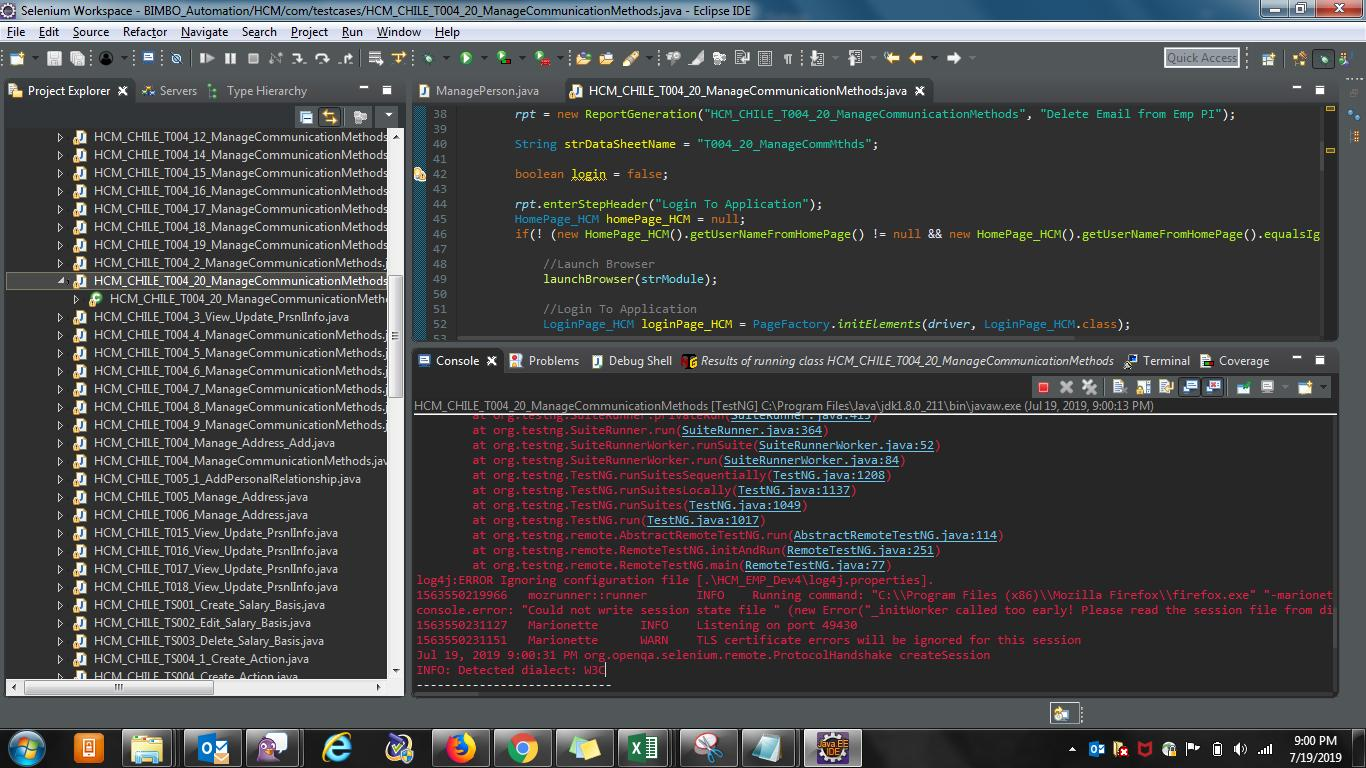 Selenium Workspace - BIMBO_Automation/HCM/com/testcases/HCM_CHILE_T004_20_ManageCommunicationMethods.java - Eclipse IDE
File Edit Source Refactor Navigate Search Project Run Window Help
Quick Access
Project Explorer Servers Type Hierarchy
HCM_CHILE_T004_12_ManageCommunicationMethods
HCM_CHILE_T004_14_ManageCommunicationMethods
HCM_CHILE_T004_15_ManageCommunicationMethods
HCM_CHILE_T004_16_ManageCommunicationMethods
HCM_CHILE_T004_17_ManageCommunicationMethods
HCM_CHILE_T004_18_ManageCommunicationMethods
HCM_CHILE_T004_19_ManageCommunicationMethods
HCM_CHILE_T004_2_ManageCommunicationMethods.j
HCM_CHILE_T004_20_ManageCommunicationMethods
HCM_CHILE_T004_20_ManageCommunicationMetho
HCM_CHILE_T004_3_View_Update_PrsnlInfo.java
HCM_CHILE_T004_4_ManageCommunicationMethods.j
HCM_CHILE_T004_5_ManageCommunicationMethods.j
HCM_CHILE_T004_6_ManageCommunicationMethods.j
HCM_CHILE_T004_7_ManageCommunicationMethods.j
HCM_CHILE_T004_8_ManageCommunicationMethods.j
HCM_CHILE_T004_9_ManageCommunicationMethods.j
HCM_CHILE_T004_Manage_Address_Add.java
HCM_CHILE_T004_ManageCommunicationMethods.jav
HCM_CHILE_T005_1_AddPersonalRelationship.java
HCM_CHILE_T005_Manage_Address.java
HCM_CHILE_T006_Manage_Address.java
HCM_CHILE_T015_View_Update_PrsnlInfo.java
HCM_CHILE_T016_View_Update_PrsnlInfo.java
HCM_CHILE_T017_View_Update_PrsnlInfo.java
HCM_CHILE_T018_View_Update_PrsnlInfo.java
HCM_CHILE_TS001_Create_Salary_Basis.java
HCM_CHILE_TS002_Edit_Salary_Basis.java
HCM_CHILE_TS003_Delete_Salary_Basis.java
HCM_CHILE_TS004_1_Create_Action.java
HCM_CHILE_TS004_Create_Action.java
ManagePerson.java HCM_CHILE_T004_20_ManageCommunicationMethods.java
38 rpt = new ReportGeneration("HCM_CHILE_T004_20_ManageCommunicationMethods", "Delete Email from Emp PI");
39
40 String strDataSheetName = "T004_20_ManageCommMthds";
41
42 boolean login = false;
43
44 rpt.enterStepHeader("Login To Application");
45 HomePage_HCM homePage_HCM = null;
46 if(! (new HomePage_HCM().getUserNameFromHomePage() != null && new HomePage_HCM().getUserNameFromHomePage().equalsIg
47
48 //Launch Browser
49 launchBrowser(strModule);
50
51 //Login To Application
52 LoginPage_HCM loginPage_HCM = PageFactory.initElements(driver, LoginPage_HCM.class);
53
Console Problems Debug Shell Results of running class HCM_CHILE_T004_20_ManageCommunicationMethods Terminal Coverage
HCM_CHILE_T004_20_ManageCommunicationMethods [TestNG] C:\Program Files\Java\jdk1.8.0_211\bin\javaw.exe (Jul 19, 2019, 9:00:13 PM)
at org.testng.SuiteRunner.privateRun(SuiteRunner.java:415)
at org.testng.SuiteRunner.run(SuiteRunner.java:364)
at org.testng.SuiteRunnerWorker.runSuite(SuiteRunnerWorker.java:52)
at org.testng.SuiteRunnerWorker.run(SuiteRunnerWorker.java:84)
at org.testng.TestNG.runSuitesSequentially(TestNG.java:1208)
at org.testng.TestNG.runSuitesLocally(TestNG.java:1137)
at org.testng.TestNG.runSuites(TestNG.java:1049)
at org.testng.TestNG.run(TestNG.java:1017)
at org.testng.remote.AbstractRemoteTestNG.run(AbstractRemoteTestNG.java:114)
at org.testng.remote.RemoteTestNG.initAndRun(RemoteTestNG.java:251)
at org.testng.remote.RemoteTestNG.main(RemoteTestNG.java:77)
log4j:ERROR Ignoring configuration file [.\HCM_EMP_Dev4\log4j.properties].
1563550219966 mozrunner::runner INFO Running command: "C:\\Program Files (x86)\\Mozilla Firefox\\firefox.exe" "-marionet
console.error: "Could not write session state file " (new Error("_initWorker called too early! Please read the session file from di
1563550231127 Marionette INFO Listening on port 49430
1563550231151 Marionette WARN TLS certificate errors will be ignored for this session
Jul 19, 2019 9:00:31 PM org.openqa.selenium.remote.ProtocolHandshake createSession
INFO: Detected dialect: W3C
----------------------------
Java EE
IDE
9:00 PM
7/19/2019